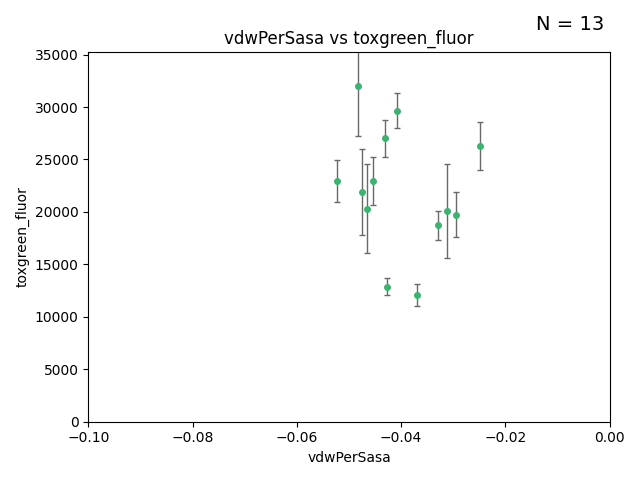 N = 13
vdwPerSasa vs toxgreen_fluor
35000
30000
25000
20000
15000
10000
5000
0
toxgreen_fluor
−0.10 −0.08 −0.06 −0.04 −0.02 0.00
vdwPerSasa